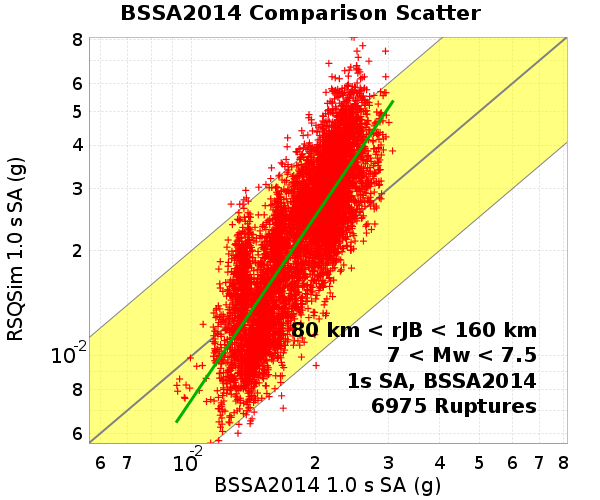 BSSA2014 Comparison Scatter
RSQSim 1.0 s SA (g)
8
6
5
4
3
2
10-2
8
6
80 km < rJB < 160 km
7 < Mw < 7.5
1s SA, BSSA2014
6975 Ruptures
6 7 10-2 2 3 4 5 6 7 8
BSSA2014 1.0 s SA (g)